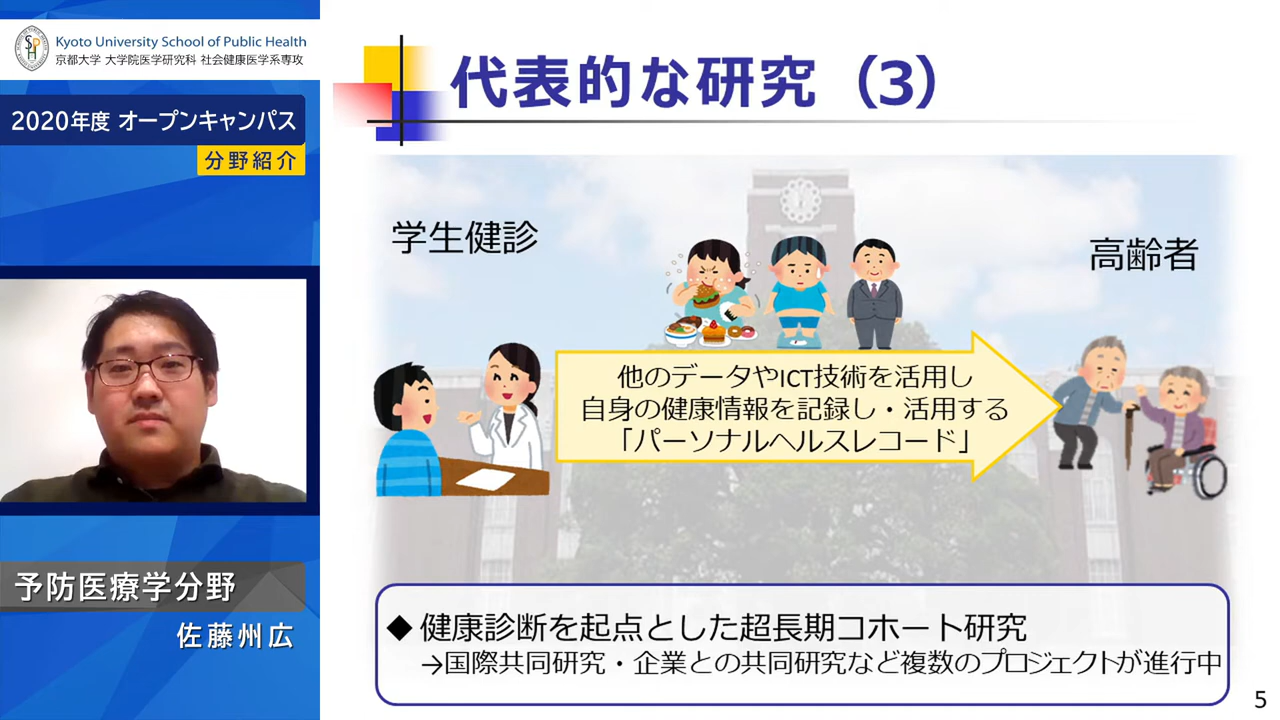 Kyoto University School of Public Health
京都大学 大学院医学研究科 社会健康医学系専攻
2020年度 オープンキャンパス
分野紹介
予防医療学分野
佐藤州広
代表的な研究（3）
学生健診
高齢者
他のデータやICT技術を活用し
自身の健康情報を記録し・活用する
「パーソナルヘルスレコード」
◆ 健康診断を起点とした超長期コホート研究
→国際共同研究・企業との共同研究など複数のプロジェクトが進行中
5